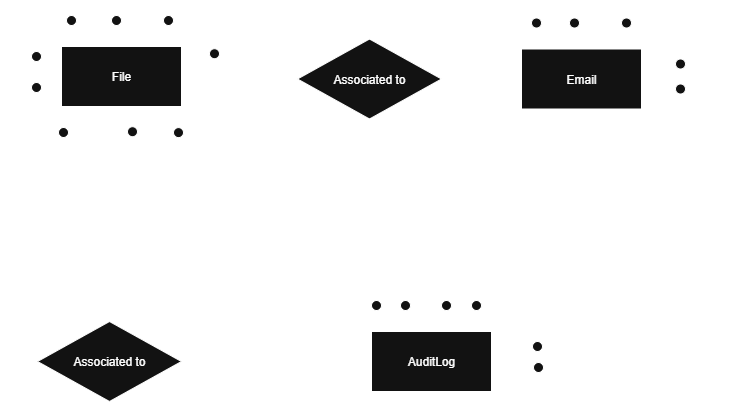 File
Associated to
Email
Associated to
AuditLog